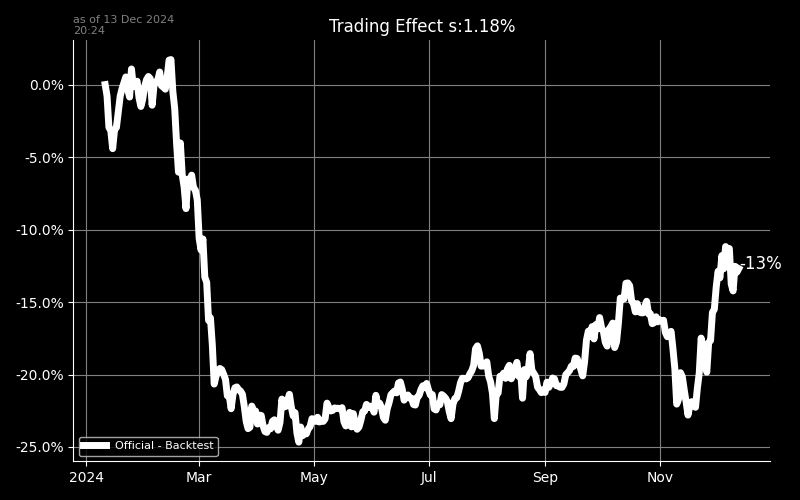 as of 13 Dec 2024
20:24
Trading Effect s:1.18%
0.0%
-5.0%
-10.0%
-13%
-15.0%
-20.0%
-25.0%
Official - Backtest
2024 Mar May Jul Sep Nov